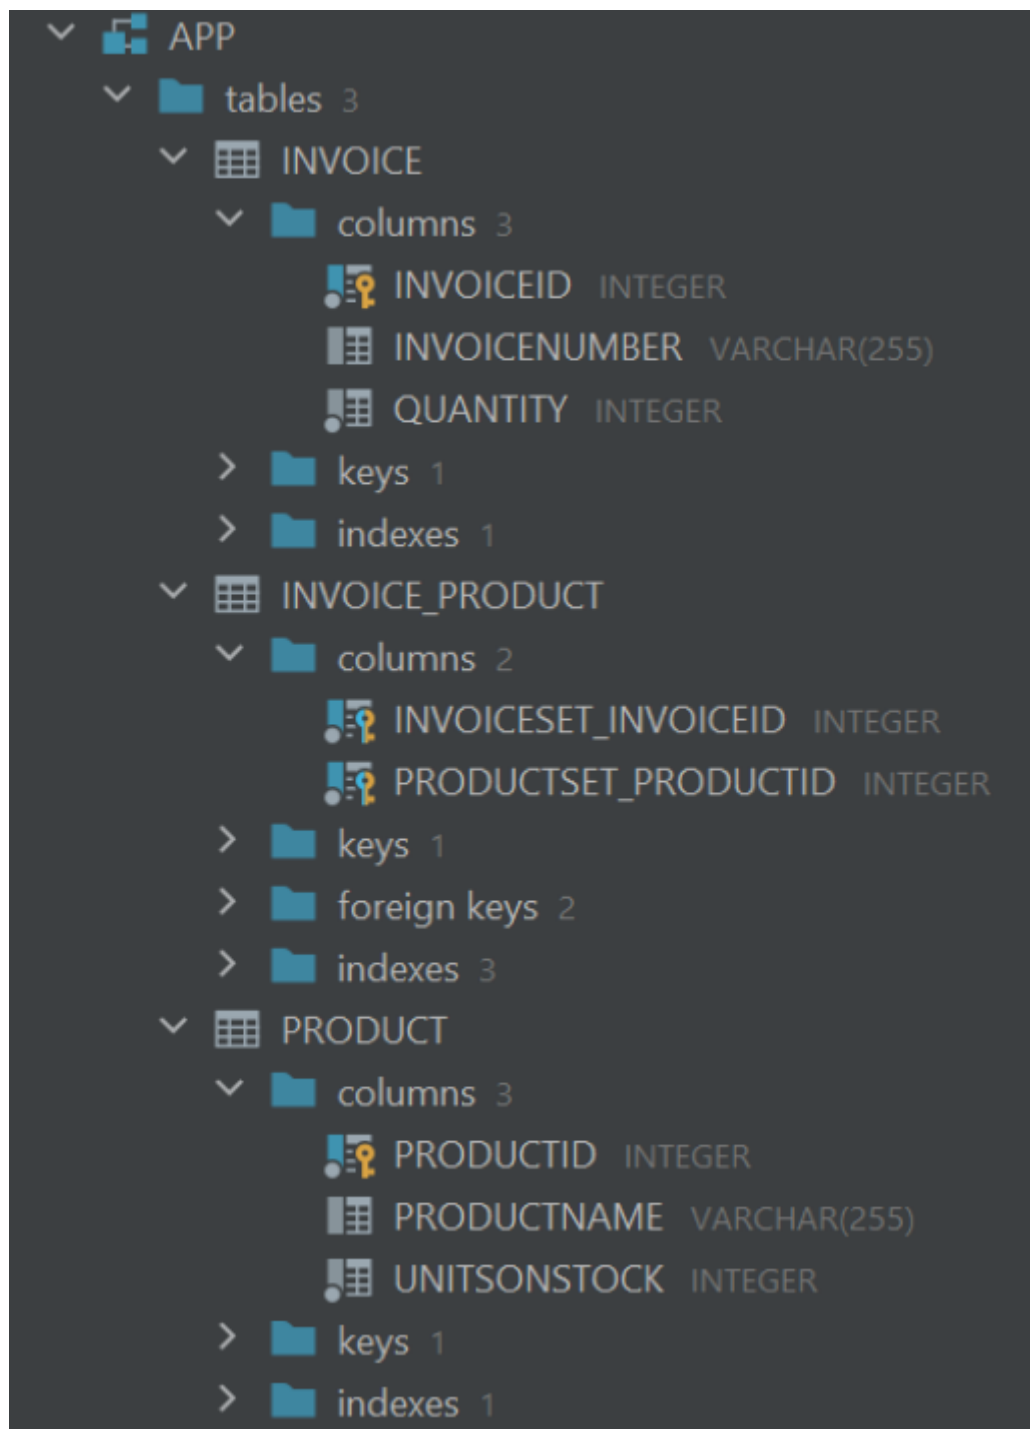 APP
tables 3
INVOICE
columns 3
INVOICEID INTEGER
INVOICENUMBER VARCHAR(255)
QUANTITY INTEGER
keys 1
indexes 1
INVOICE_PRODUCT
columns 2
INVOICESET_INVOICEID INTEGER
PRODUCTSET_PRODUCTID INTEGER
keys 1
foreign keys 2
indexes 3
PRODUCT
columns 3
PRODUCTID INTEGER
PRODUCTNAME VARCHAR(255)
UNITSONSTOCK INTEGER
keys 1
indexes 1